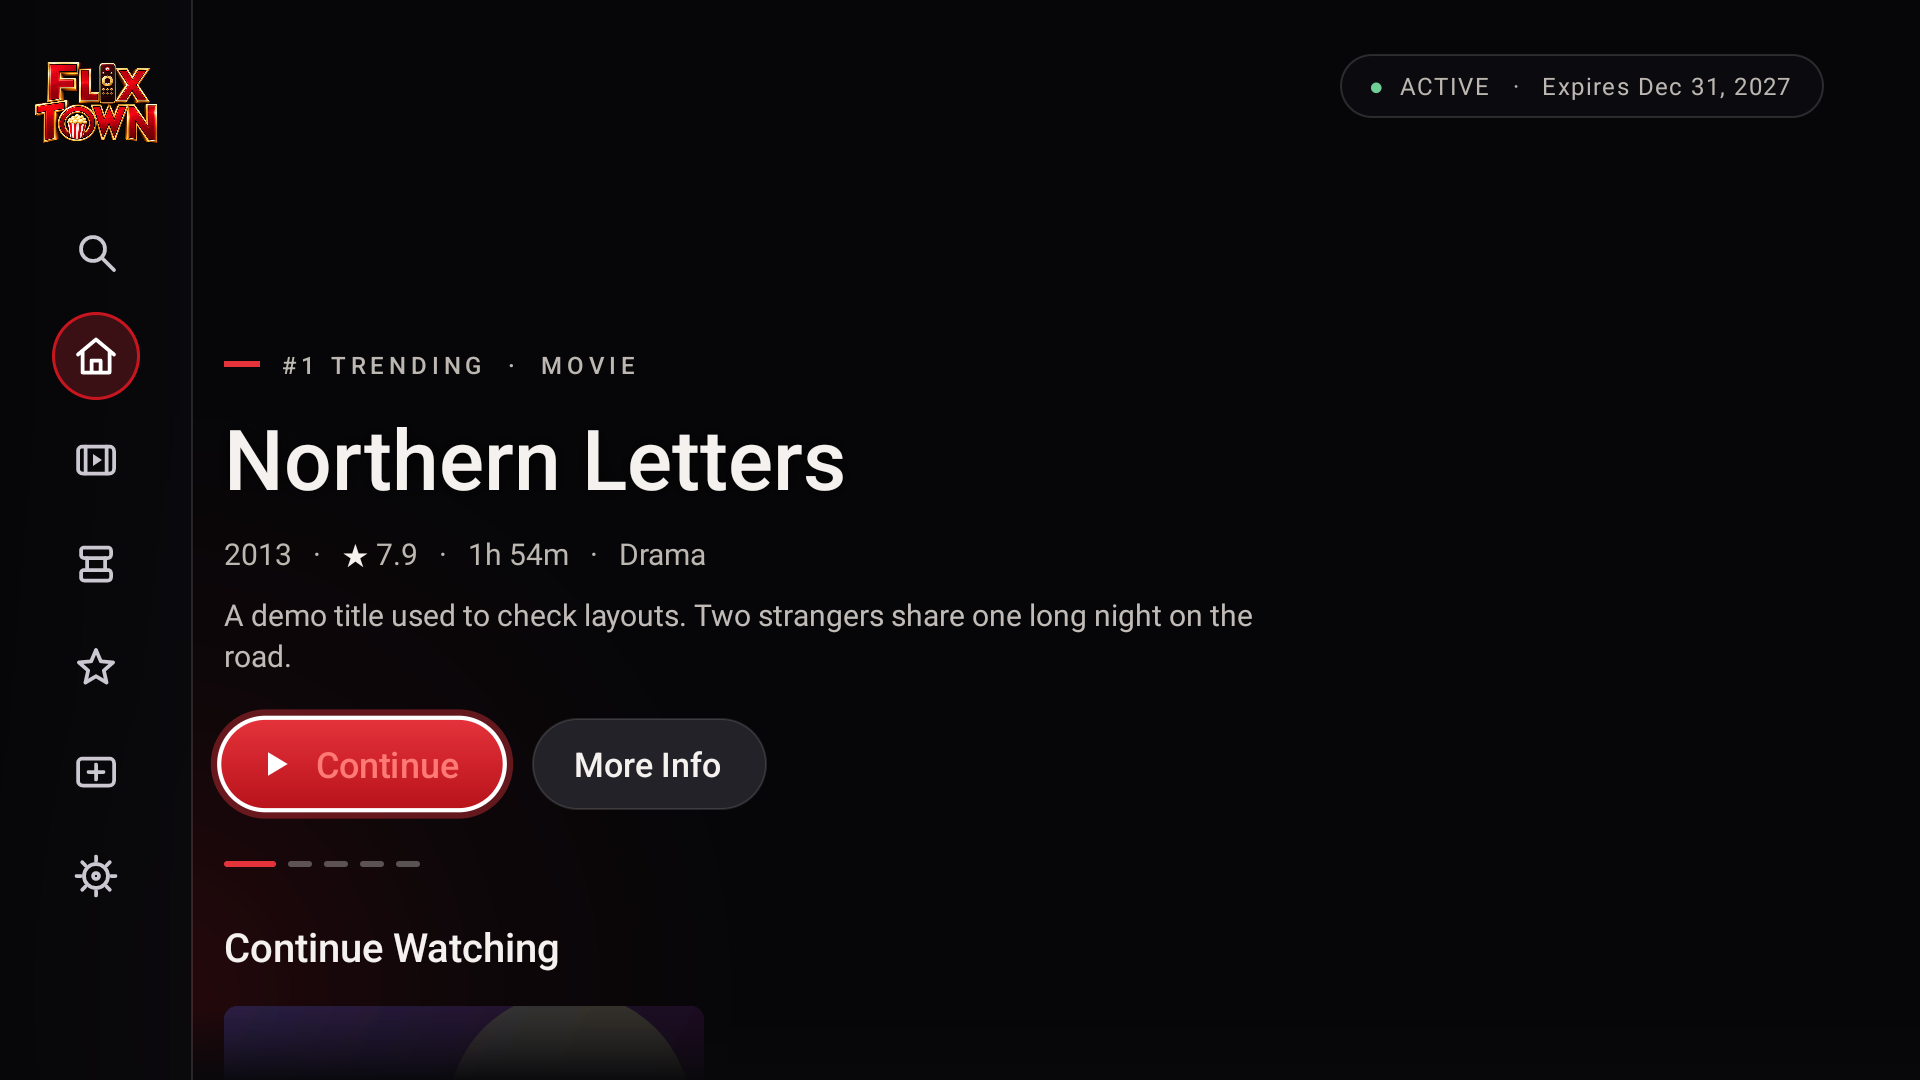 FLIX
TOWN
ACTIVE · Expires Dec 31, 2027
#1 TRENDING · MOVIE
Northern Letters
2013 · ★ 7.9 · 1h 54m · Drama
A demo title used to check layouts. Two strangers share one long night on the
road.
Continue
More Info
Continue Watching